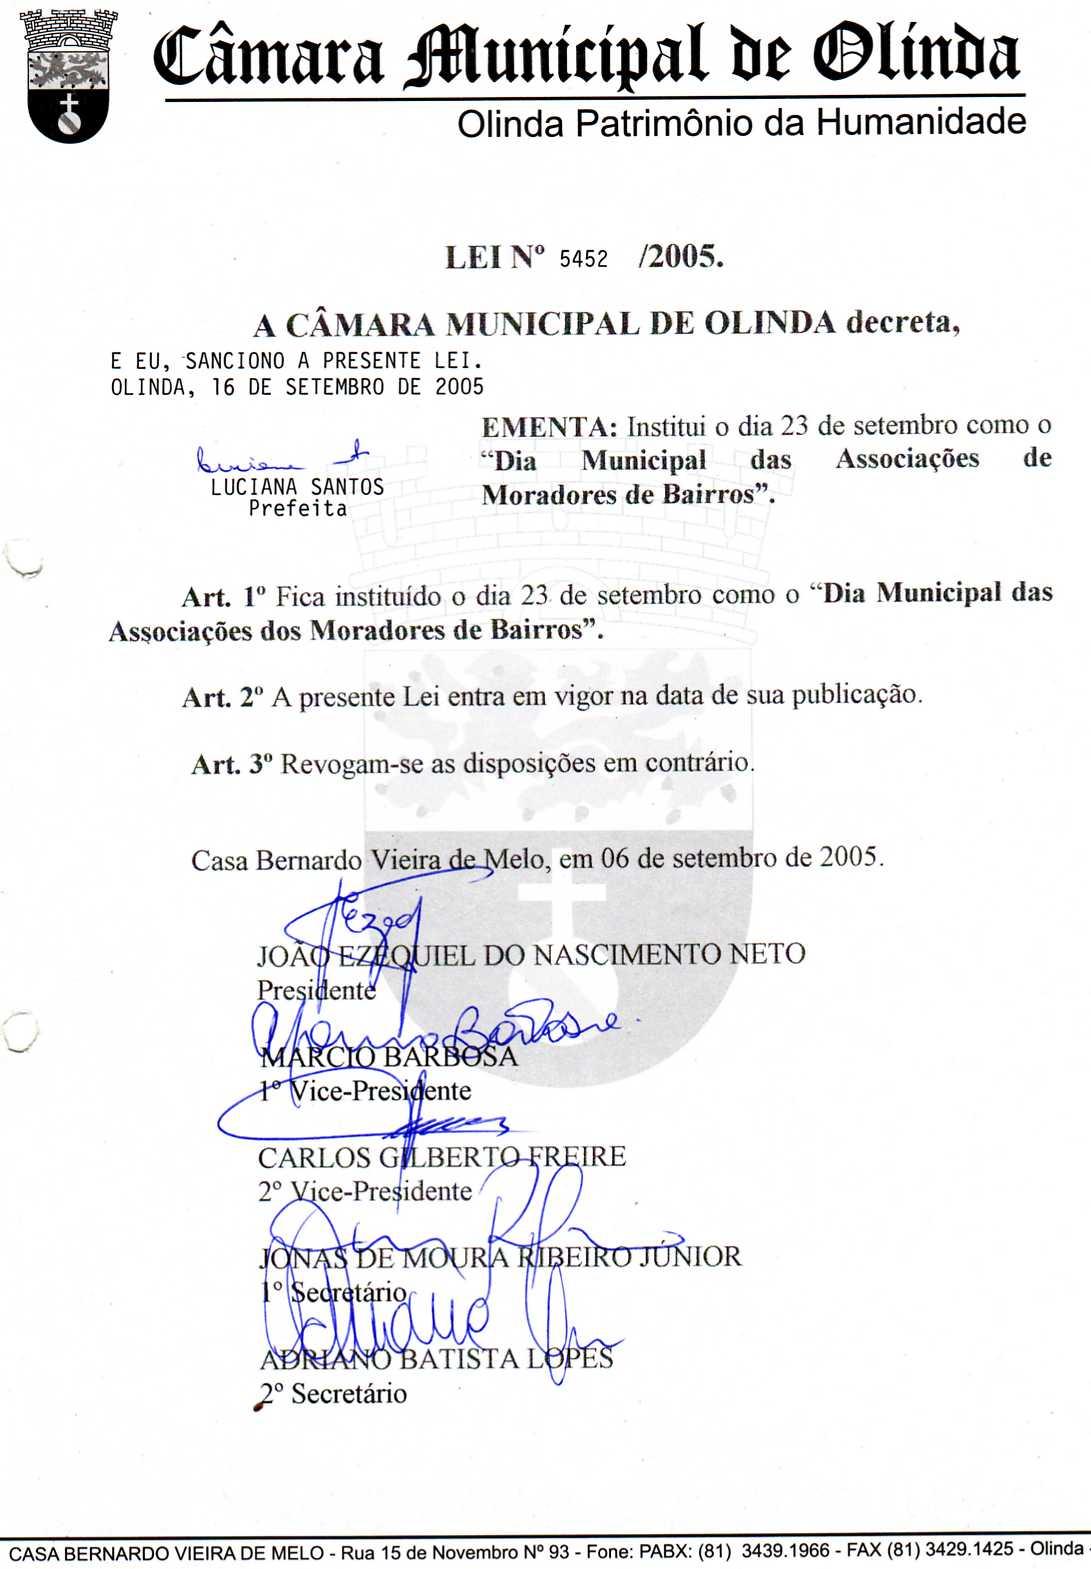 Câmara Municipal de Olinda
Olinda Patrimônio da Humanidade
LEI Nº 5452 /2005.
A CÂMARA MUNICIPAL DE OLINDA decreta,
E EU, SANCIONO A PRESENTE LEI.
OLINDA, 16 DE SETEMBRO DE 2005
LUCIANA SANTOS
Prefeita
EMENTA: Institui o dia 23 de setembro como o
“Dia Municipal das Associações de
Moradores de Bairros”.
Art. 1º Fica instituído o dia 23 de setembro como o “Dia Municipal das
Associações dos Moradores de Bairros”.
Art. 2º A presente Lei entra em vigor na data de sua publicação.
Art. 3º Revogam-se as disposições em contrário.
Casa Bernardo Vieira de Melo, em 06 de setembro de 2005.
JOÃO EZEQUIEL DO NASCIMENTO NETO
Presidente
MARCIO BARBOSA
1º Vice-Presidente
CARLOS GILBERTO FREIRE
2º Vice-Presidente
JONAS DE MOURA RIBEIRO JÚNIOR
1º Secretário
ADRIANO BATISTA LOPES
2º Secretário
CASA BERNARDO VIEIRA DE MELO - Rua 15 de Novembro Nº 93 - Fone: PABX: (81) 3439.1966 - FAX (81) 3429.1425 - Olinda -